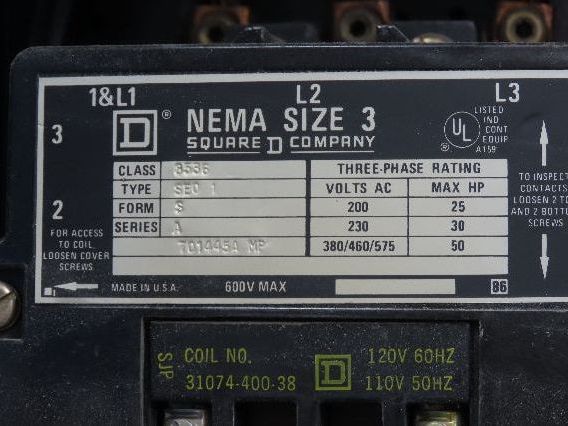 1&L1 L2 L3
D ® NEMA SIZE 3
SQUARE D COMPANY
UL ® LISTED
IND
CONT
EQUIP
A159
3
2
CLASS 8536
TYPE SEO 1
FORM S
SERIES A
701445A MP
THREE-PHASE RATING
VOLTS AC MAX HP
200 25
230 30
380/460/575 50
TO INSPECT
CONTACTS
LOOSEN 2 TO
AND 2 BOTTO
SCREWS
FOR ACCESS
TO COIL
LOOSEN COVER
SCREWS
MADE IN U.S.A. 600V MAX 86
SJP
COIL NO. D 120V 60HZ
31074-400-38 110V 50HZ